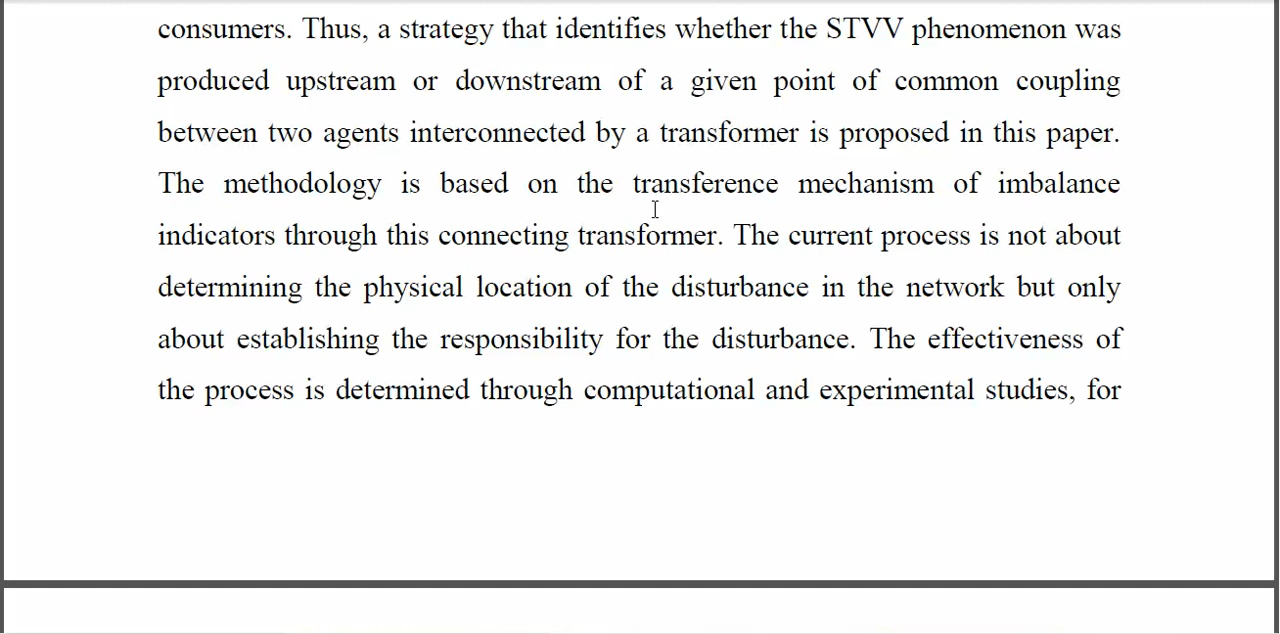 consumers. Thus, a strategy that identifies whether the STVV phenomenon was
produced upstream or downstream of a given point of common coupling
between two agents interconnected by a transformer is proposed in this paper.
The methodology is based on the transference mechanism of imbalance
indicators through this connecting transformer. The current process is not about
determining the physical location of the disturbance in the network but only
about establishing the responsibility for the disturbance. The effectiveness of
the process is determined through computational and experimental studies, for